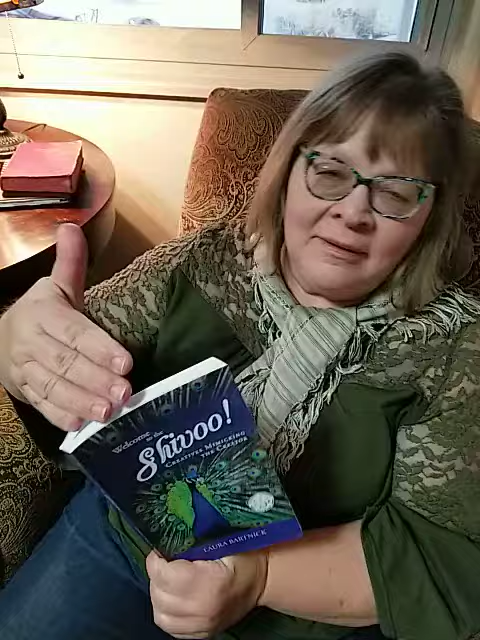 Welcome
to the
Shivoo!
CREATIVES MIMICKING
THE CREATOR
LAURA BARTNICK